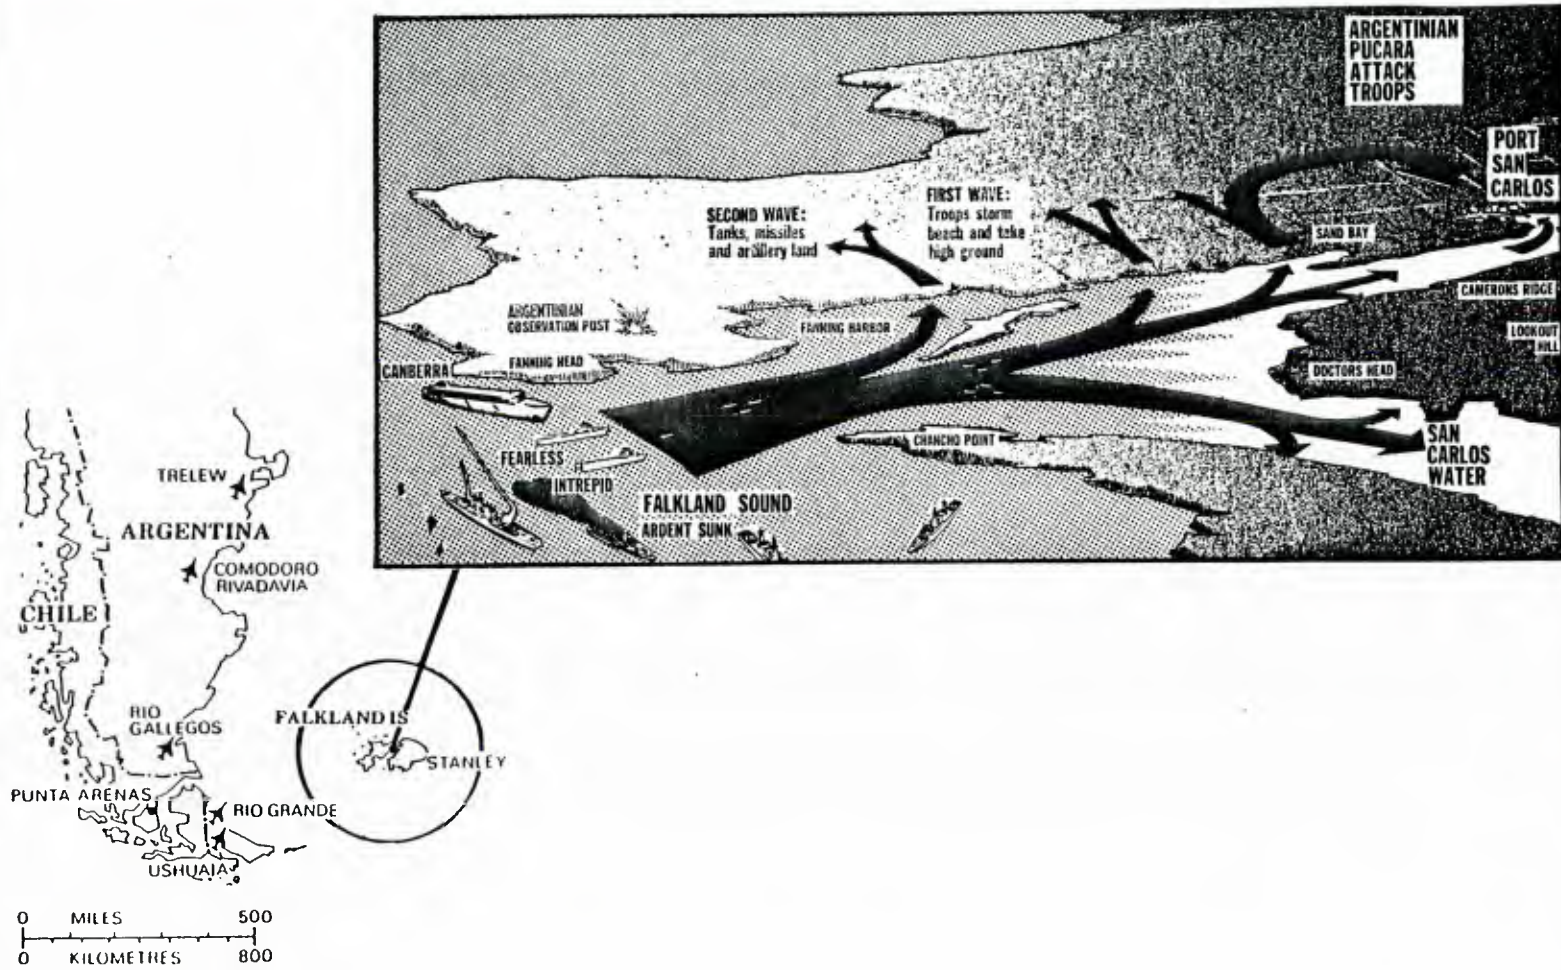 ARGENTINIAN
PUCARA
ATTACK
TROOPS
PORT
SAN
CARLOS
SECOND WAVE:
Tanks, missiles
and artillery land
FIRST WAVE:
Troops storm
beach and take
high ground
SAND BAY
CAMERONS RIDGE
LOOKOUT
HILL
ARGENTINIAN
OBSERVATION POST
FANNING HARBOR
FANNING HEAD
CANBERRA
DOCTORS HEAD
CHANCHO POINT
FEARLESS
INTREPID
SAN
CARLOS
WATER
FALKLAND SOUND
ARDENT SUNK
TRELEW
ARGENTINA
COMODORO
RIVADAVIA
CHILE
RIO
GALLEGOS
FALKLAND IS
STANLEY
PUNTA ARENAS
RIO GRANDE
USHUAIA
0 MILES 500
0 KILOMETRES 800